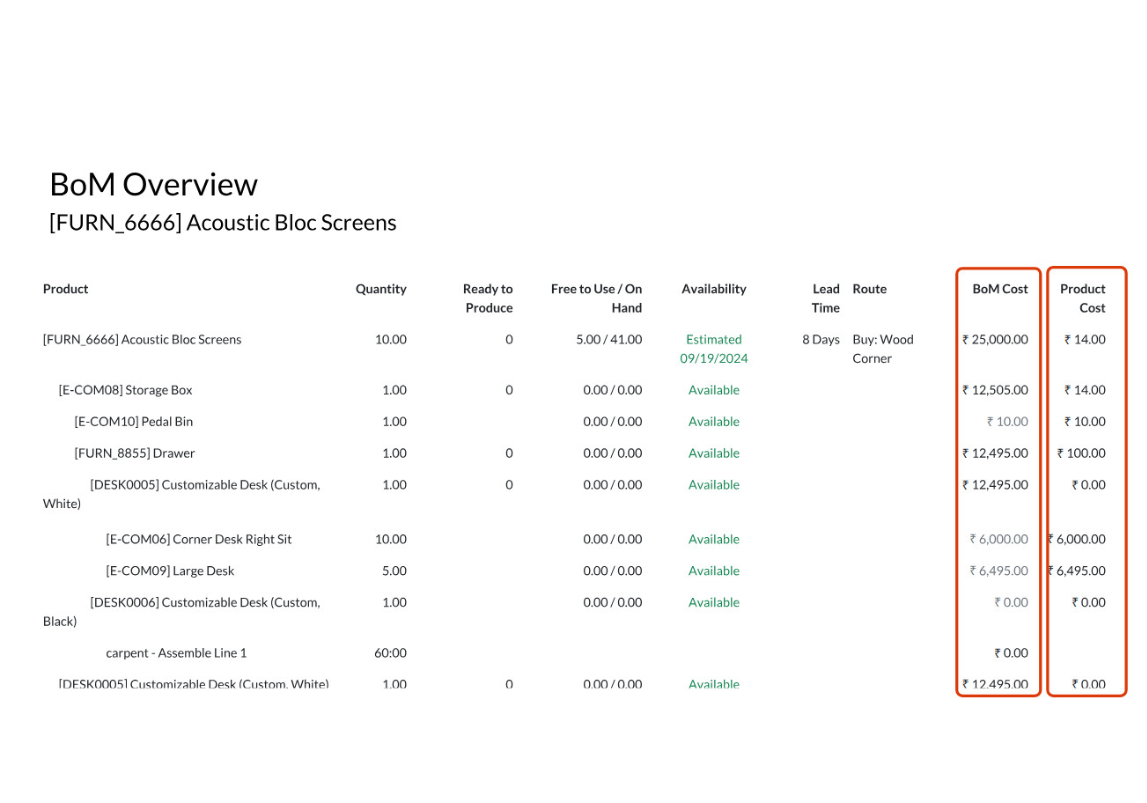 BoM Overview
[FURN_6666] Acoustic Bloc Screens
Product Quantity Ready to Produce Free to Use / On Hand Availability Lead Time Route BoM Cost Product Cost
[FURN_6666] Acoustic Bloc Screens 10.00 0 5.00 / 41.00 Estimated 09/19/2024 8 Days Buy: Wood Corner ₹ 25,000.00 ₹ 14.00
[E-COM08] Storage Box 1.00 0 0.00 / 0.00 Available ₹ 12,505.00 ₹ 14.00
[E-COM10] Pedal Bin 1.00 0.00 / 0.00 Available ₹ 10.00 ₹ 10.00
[FURN_8855] Drawer 1.00 0 0.00 / 0.00 Available ₹ 12,495.00 ₹ 100.00
[DESK0005] Customizable Desk (Custom, White) 1.00 0 0.00 / 0.00 Available ₹ 12,495.00 ₹ 0.00
[E-COM06] Corner Desk Right Sit 10.00 0.00 / 0.00 Available ₹ 6,000.00 ₹ 6,000.00
[E-COM09] Large Desk 5.00 0.00 / 0.00 Available ₹ 6,495.00 ₹ 6,495.00
[DESK0006] Customizable Desk (Custom, Black) 1.00 0.00 / 0.00 Available ₹ 0.00 ₹ 0.00
carpent - Assemble Line 1 60:00 ₹ 0.00
[DESK0005] Customizable Desk (Custom, White) 1.00 0 0.00 / 0.00 Available ₹ 12,495.00 ₹ 0.00